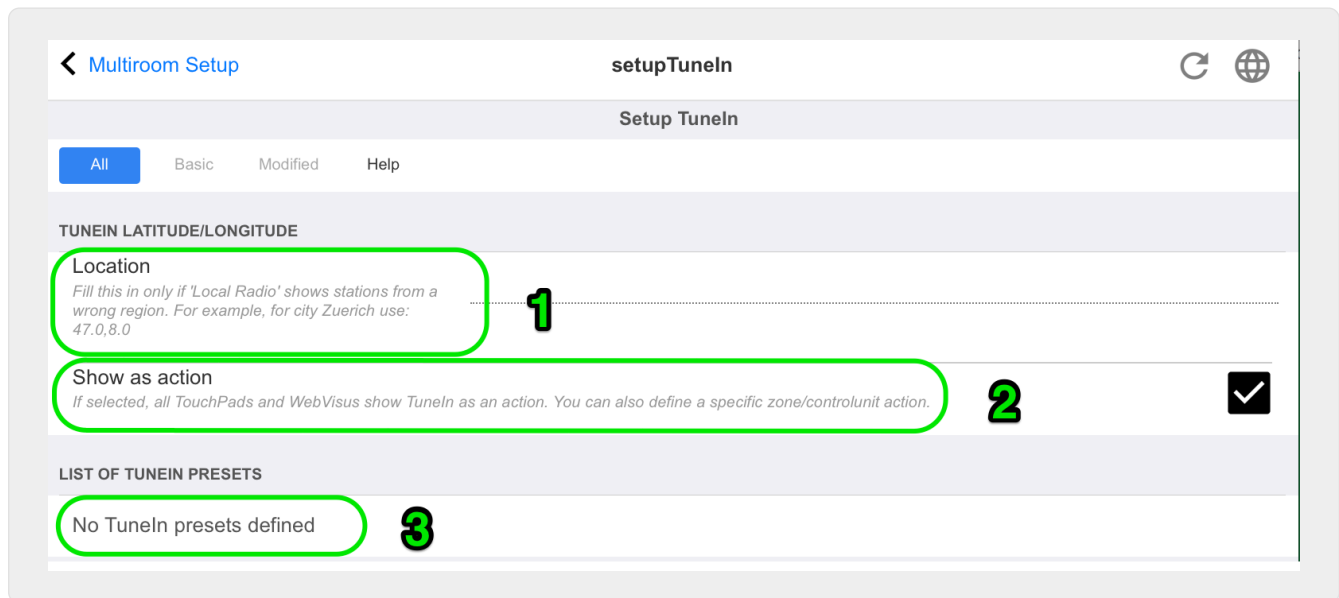 Multiroom Setup
setupTuneIn
Setup TuneIn
All
Basic
Modified
Help
TUNEIN LATITUDE/LONGITUDE
Location
Fill this in only if 'Local Radio' shows stations from a
wrong region. For example, for city Zuerich use:
47.0,8.0
1
Show as action
If selected, all TouchPads and WebVisus show TuneIn as an action. You can also define a specific zone/controlunit action.
2
LIST OF TUNEIN PRESETS
No TuneIn presets defined
3